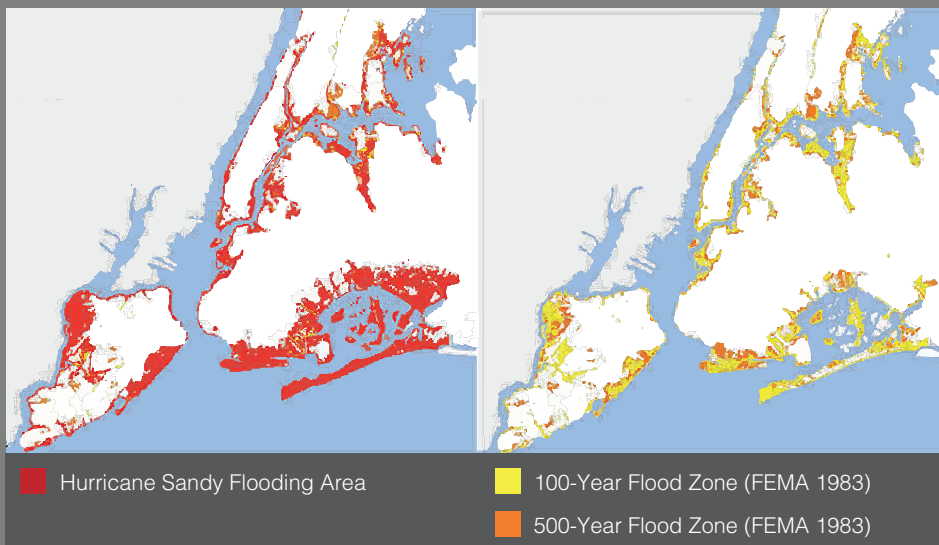 Hurricane Sandy Flooding Area
100-Year Flood Zone (FEMA 1983)
500-Year Flood Zone (FEMA 1983)